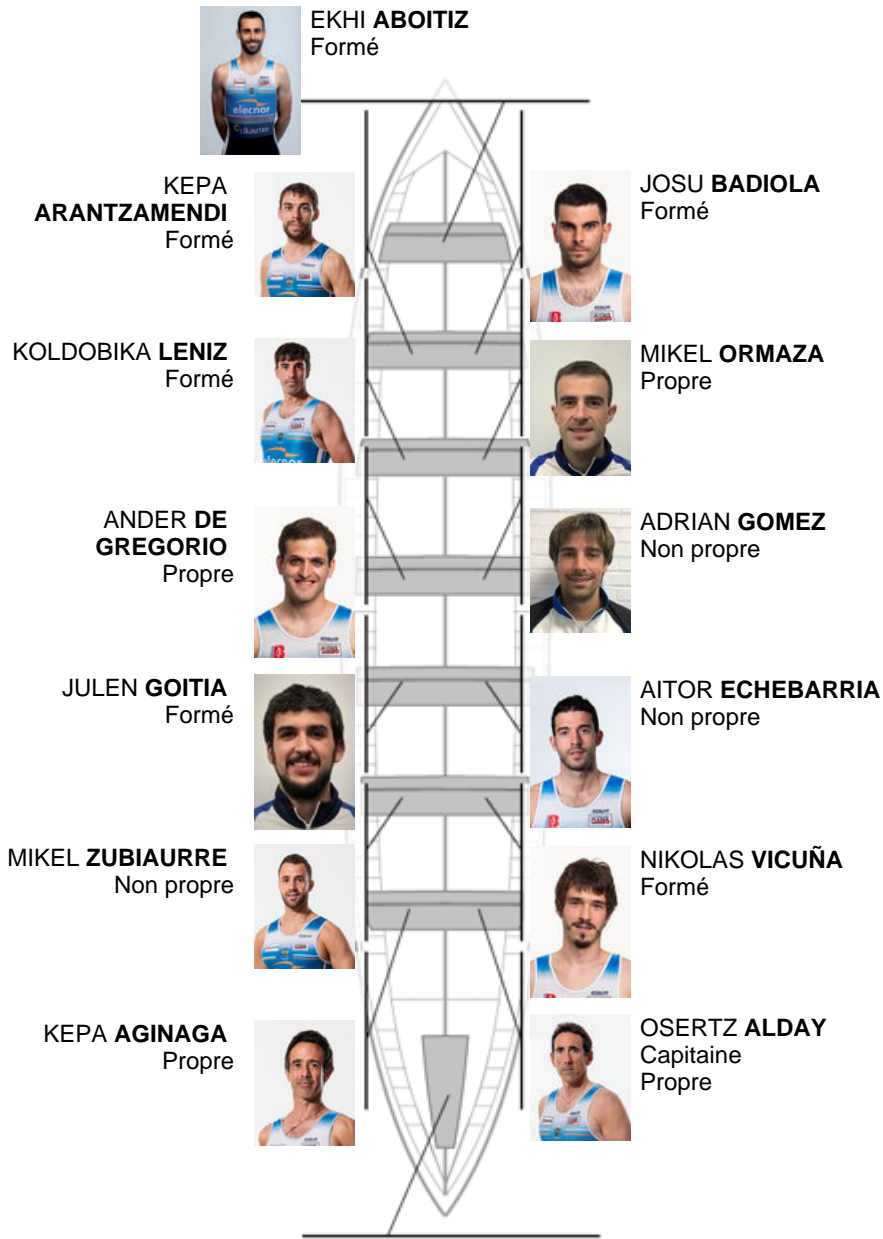 EKHI ABOITIZ
Formé
elecnor
KEPA
ARANTZAMENDI
Formé
JOSU BADIOLA
Formé
KOLDOBIKA LENIZ
Formé
elecnor
MIKEL ORMAZA
Propre
ANDER DE
GREGORIO
Propre
ADRIAN GOMEZ
Non propre
JULEN GOITIA
Formé
AITOR ECHEBARRIA
Non propre
MIKEL ZUBIAURRE
Non propre
NIKOLAS VICUÑA
Formé
KEPA AGINAGA
Propre
OSERTZ ALDAY
Capitaine
Propre